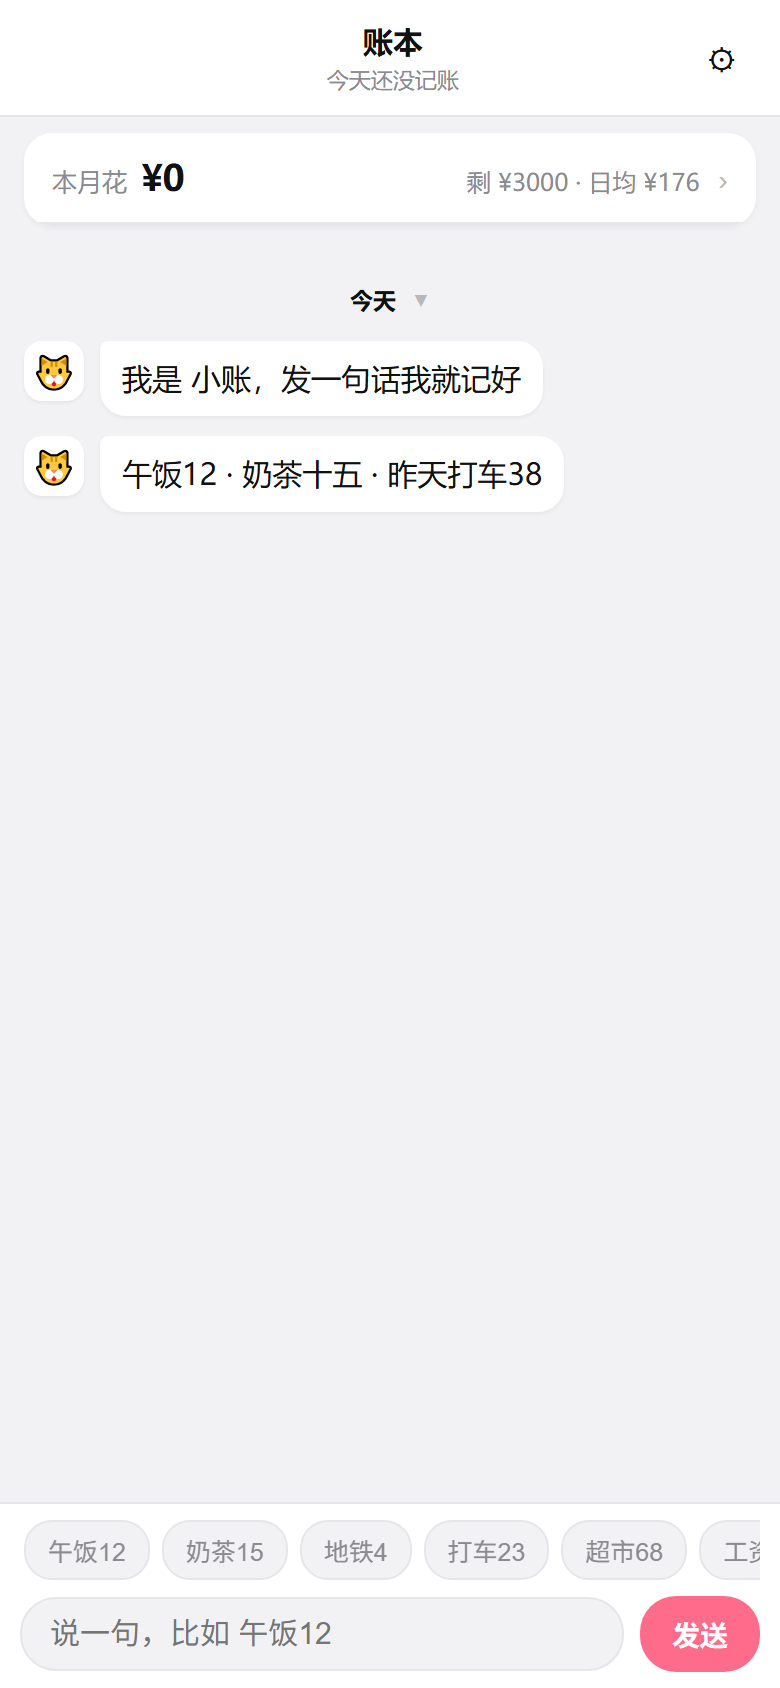 账本
今天还没记账
本月花 ¥0 剩 ¥3000 · 日均 ¥176 ›
今天 ▼
我是 小账，发一句话我就记好
午饭12 · 奶茶十五 · 昨天打车38
午饭12 奶茶15 地铁4 打车23 超市68 工
说一句，比如 午饭12 发送